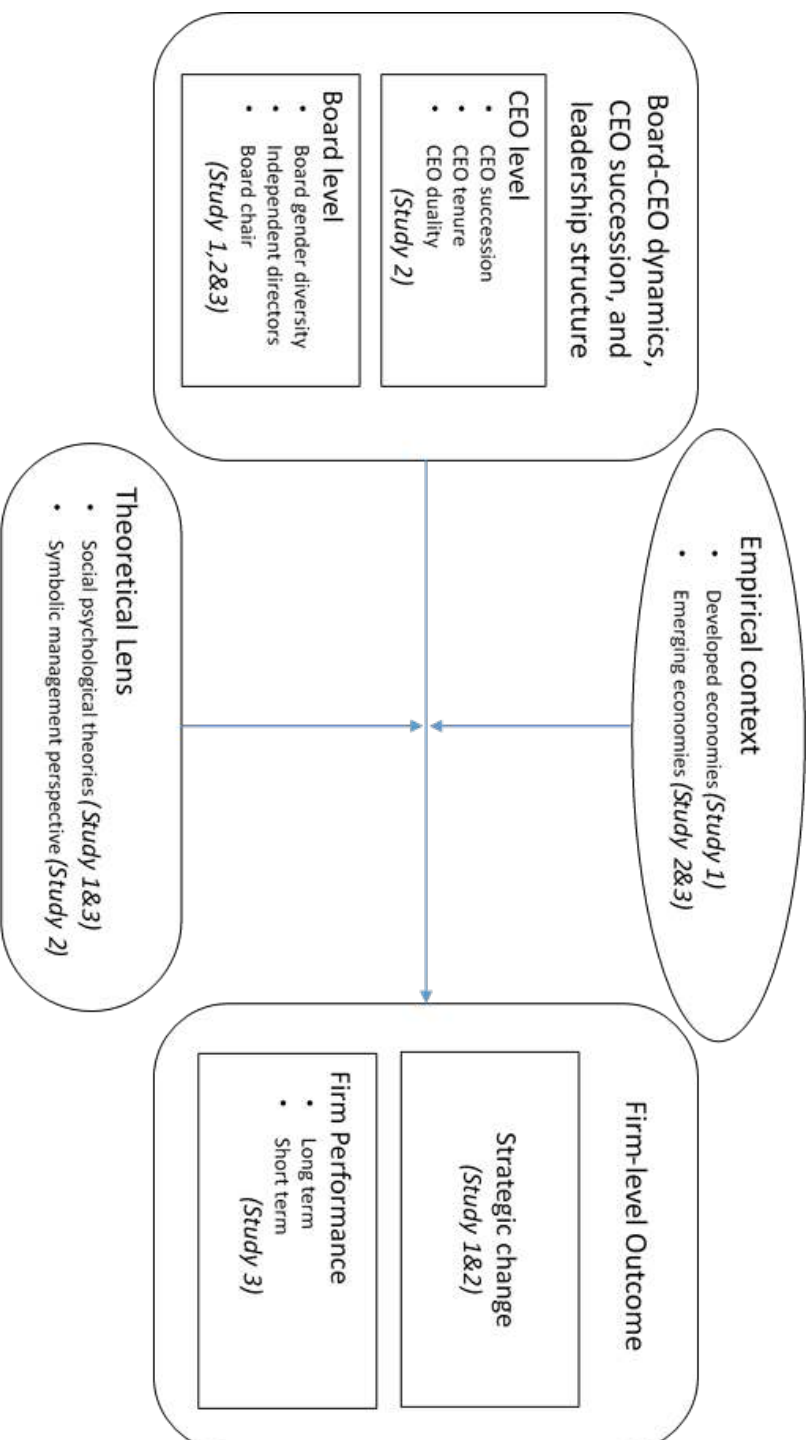 Board-CEO dynamics,
CEO succession, and
leadership structure
CEO level
• CEO succession
• CEO tenure
• CEO duality
(Study 2)
Board level
• Board gender diversity
• Independent directors
• Board chair
(Study 1,2&3)
Empirical context
• Developed economies (Study 1)
• Emerging economies (Study 2&3)
Theoretical Lens
• Social psychological theories (Study 1&3)
• Symbolic management perspective (Study 2)
Firm-level Outcome
Strategic change
(Study 1&2)
Firm Performance
• Long term
• Short term
(Study 3)